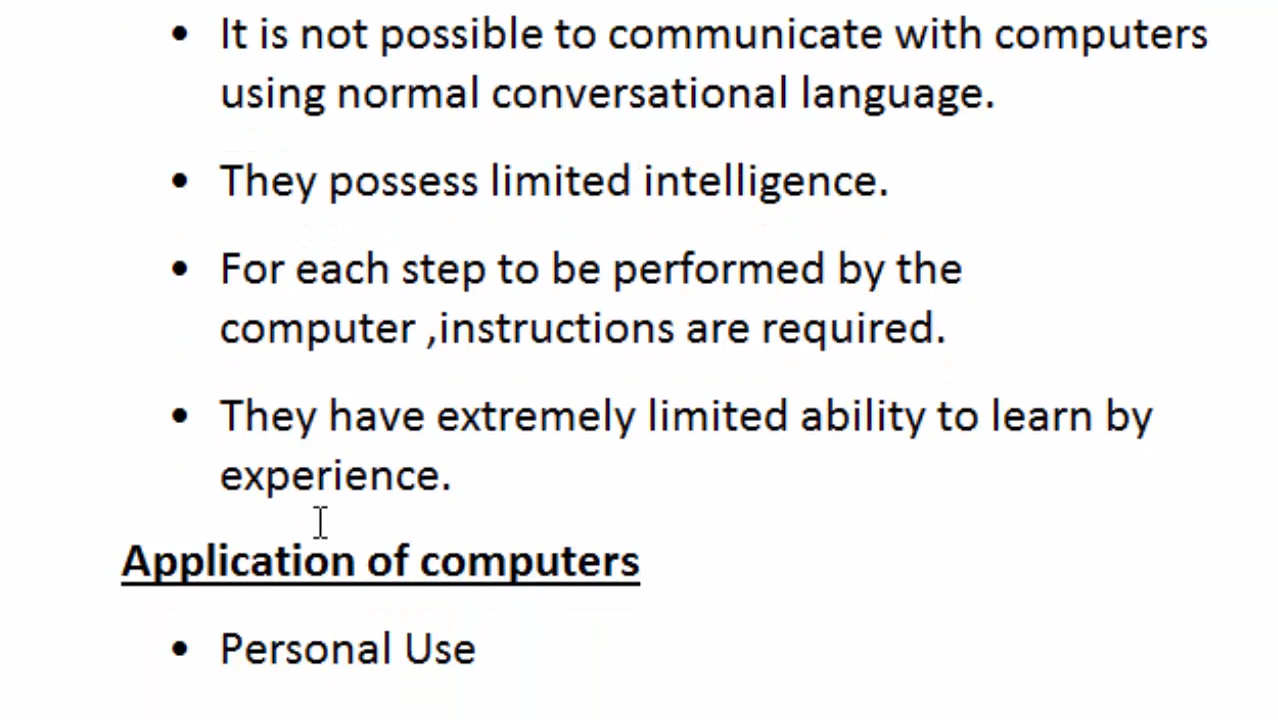 • It is not possible to communicate with computers
using normal conversational language.
• They possess limited intelligence.
• For each step to be performed by the
computer ,instructions are required.
• They have extremely limited ability to learn by
experience.
Application of computers
• Personal Use